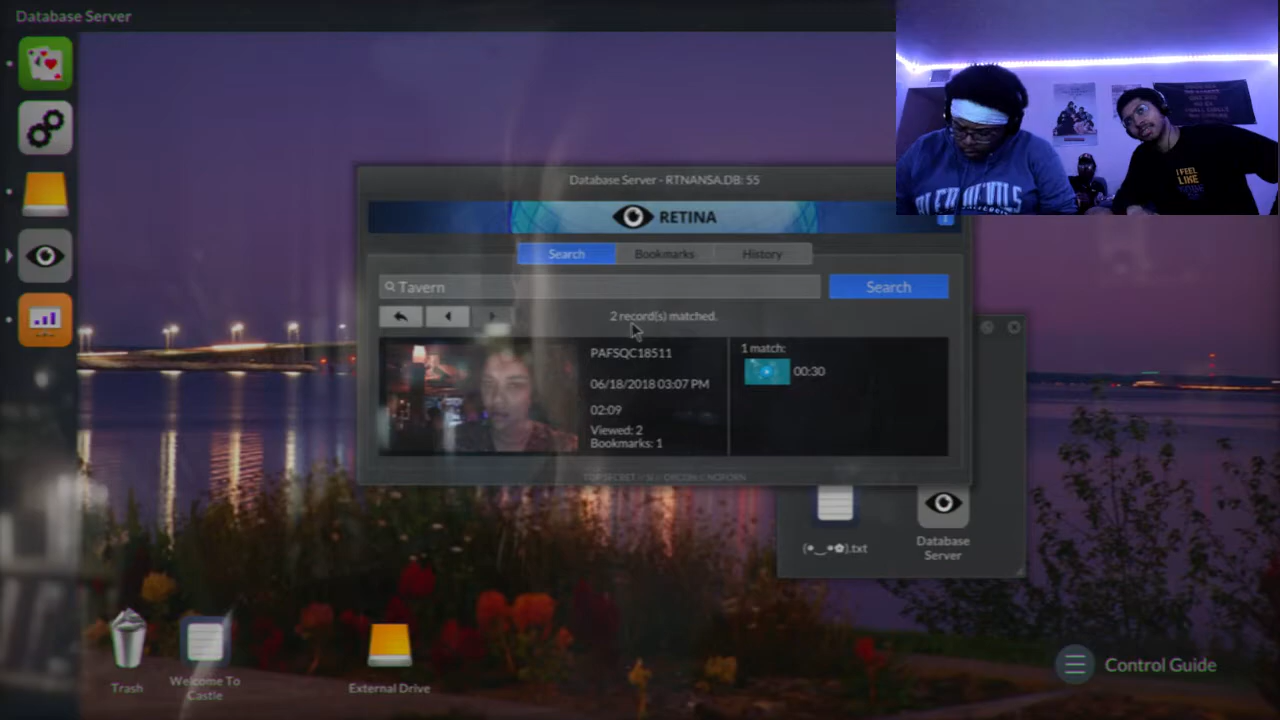 Database Server
Database Server - RTNANSA.DB: 55
RETINA
Search
Bookmarks
History
Tavern
Search
2 record(s) matched.
PAFSQC18511
06/18/2018 03:07 PM
02:09
Viewed: 2
Bookmarks: 1
1 match:
00:30
(●‿●✿).txt
Database
Server
Trash
Welcome To
Castle
External Drive
Control Guide
I FEEL
LIKE